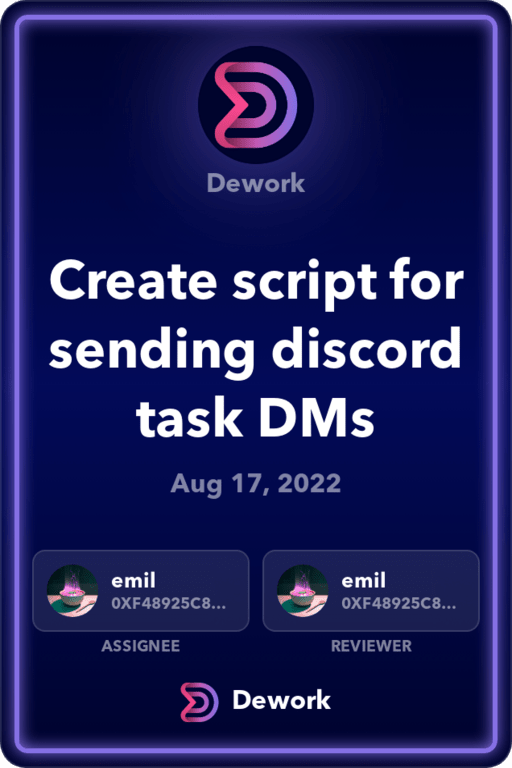 Dework
Create script for
sending discord
task DMs
Aug 17, 2022
emil
0XF48925C8...
ASSIGNEE
emil
0XF48925C8...
REVIEWER
Dework